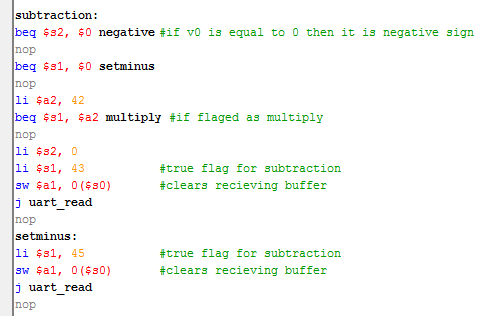 subtraction:
beq $s2, $0 negative #if v0 is equal to 0 then it is negative sign
nop
beq $s1, $0 setminus
nop
li $a2, 42
beq $s1, $a2 multiply #if flaged as multiply
nop
li $s2, 0
li $s1, 43 #true flag for subtraction
sw $a1, 0($s0) #clears recieving buffer
j uart_read
nop
setminus:
li $s1, 45 #true flag for subtraction
sw $a1, 0($s0) #clears recieving buffer
j uart_read
nop